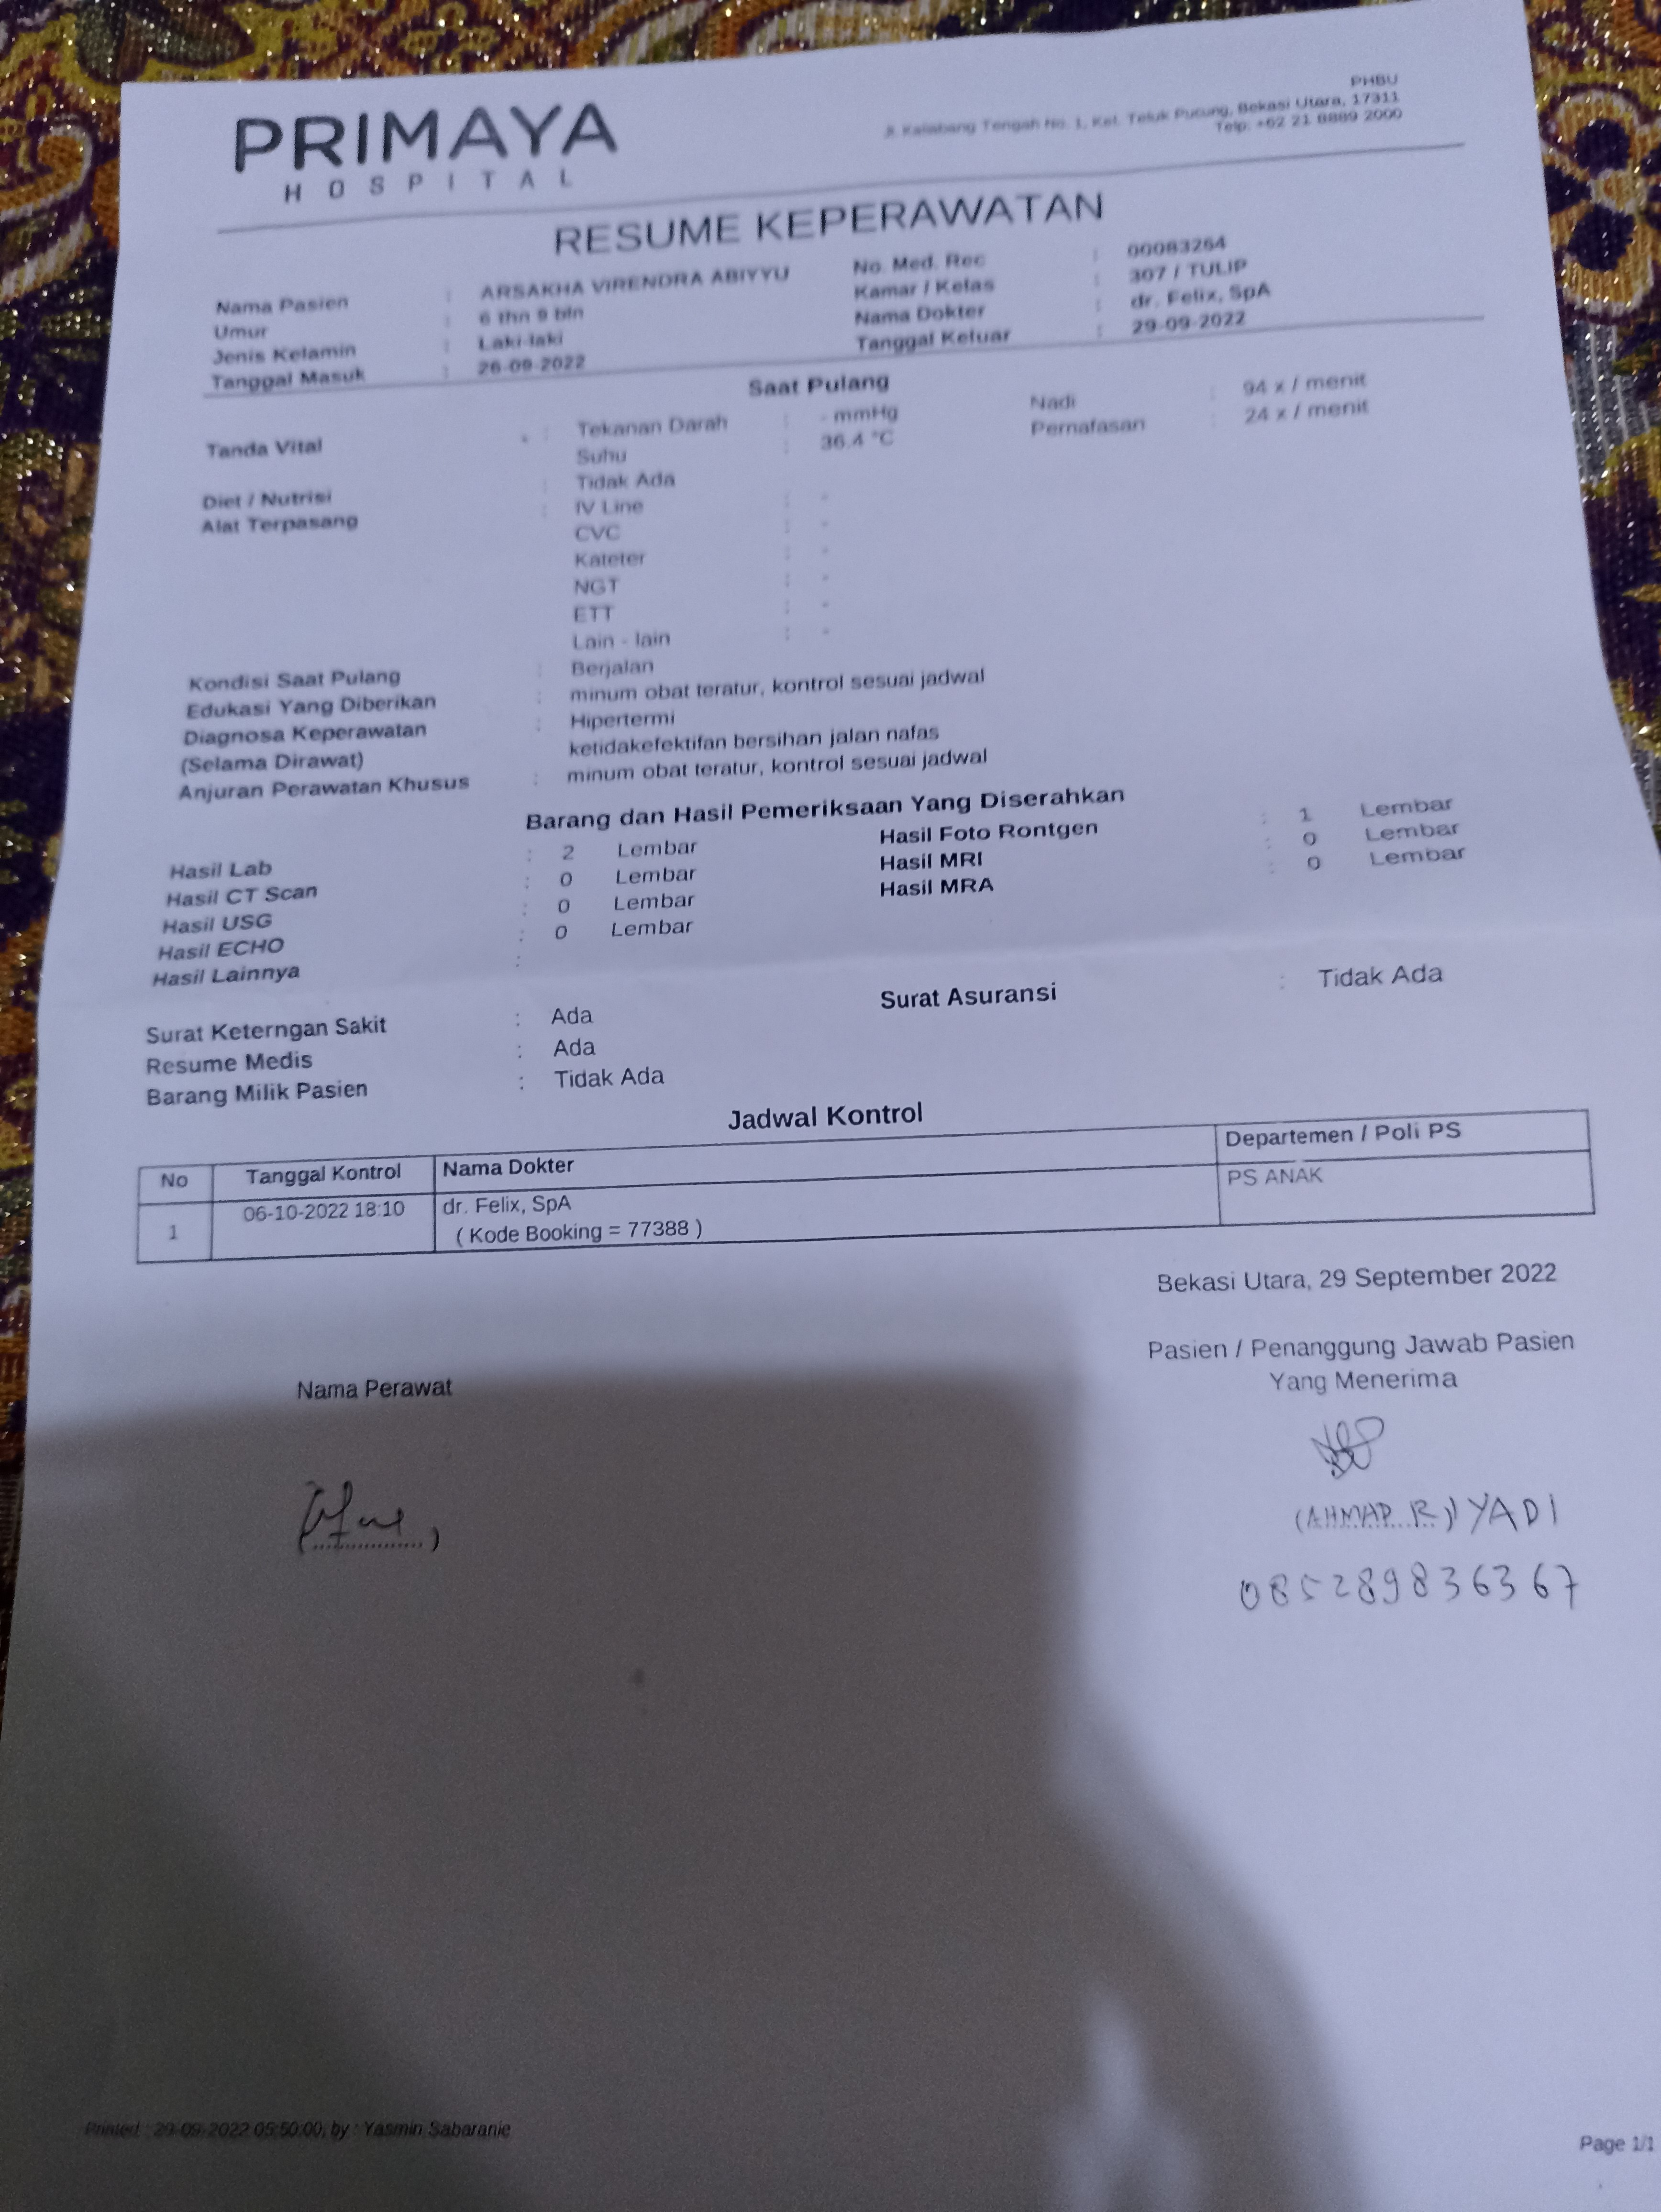 PRIMAYA
HOSPITAL
PHBU
Jl. Kaliabang Tengah No. 1, Kel. Teluk Pucung, Bekasi Utara, 17311
Telp. +62 21 8889 2000
RESUME KEPERAWATAN
Nama Pasien : ARSAKHA VIRENDRA ABIYYU No. Med. Rec : 00083264
Umur : 6 thn 9 bln Kamar / Kelas : 307 / TULIP
Jenis Kelamin : Laki-laki Nama Dokter : dr. Felix, SpA
Tanggal Masuk : 26-09-2022 Tanggal Keluar : 29-09-2022
Saat Pulang
Tanda Vital : Tekanan Darah : - mmHg Nadi : 94 x / menit
Suhu : 36.4 °C Pernafasan : 24 x / menit
Diet / Nutrisi : Tidak Ada
Alat Terpasang : IV Line : -
CVC : -
Kateter : -
NGT : -
ETT : -
Lain - lain : -
Kondisi Saat Pulang : Berjalan
Edukasi Yang Diberikan : minum obat teratur, kontrol sesuai jadwal
Diagnosa Keperawatan : Hipertermi
(Selama Dirawat) ketidakefektifan bersihan jalan nafas
Anjuran Perawatan Khusus : minum obat teratur, kontrol sesuai jadwal
Barang dan Hasil Pemeriksaan Yang Diserahkan
Hasil Lab : 2 Lembar Hasil Foto Rontgen : 1 Lembar
Hasil CT Scan : 0 Lembar Hasil MRI : 0 Lembar
Hasil USG : 0 Lembar Hasil MRA : 0 Lembar
Hasil ECHO : 0 Lembar
Hasil Lainnya :
Surat Keterngan Sakit : Ada Surat Asuransi : Tidak Ada
Resume Medis : Ada
Barang Milik Pasien : Tidak Ada
Jadwal Kontrol
No Tanggal Kontrol Nama Dokter Departemen / Poli PS
1 06-10-2022 18:10 dr. Felix, SpA PS ANAK
( Kode Booking = 77388 )
Bekasi Utara, 29 September 2022
Pasien / Penanggung Jawab Pasien
Nama Perawat Yang Menerima
(AHMAD R) YADI
085289836367
Printed : 29-09-2022 05:50:00, by : Yasmin Sabaranie
Page 1/1